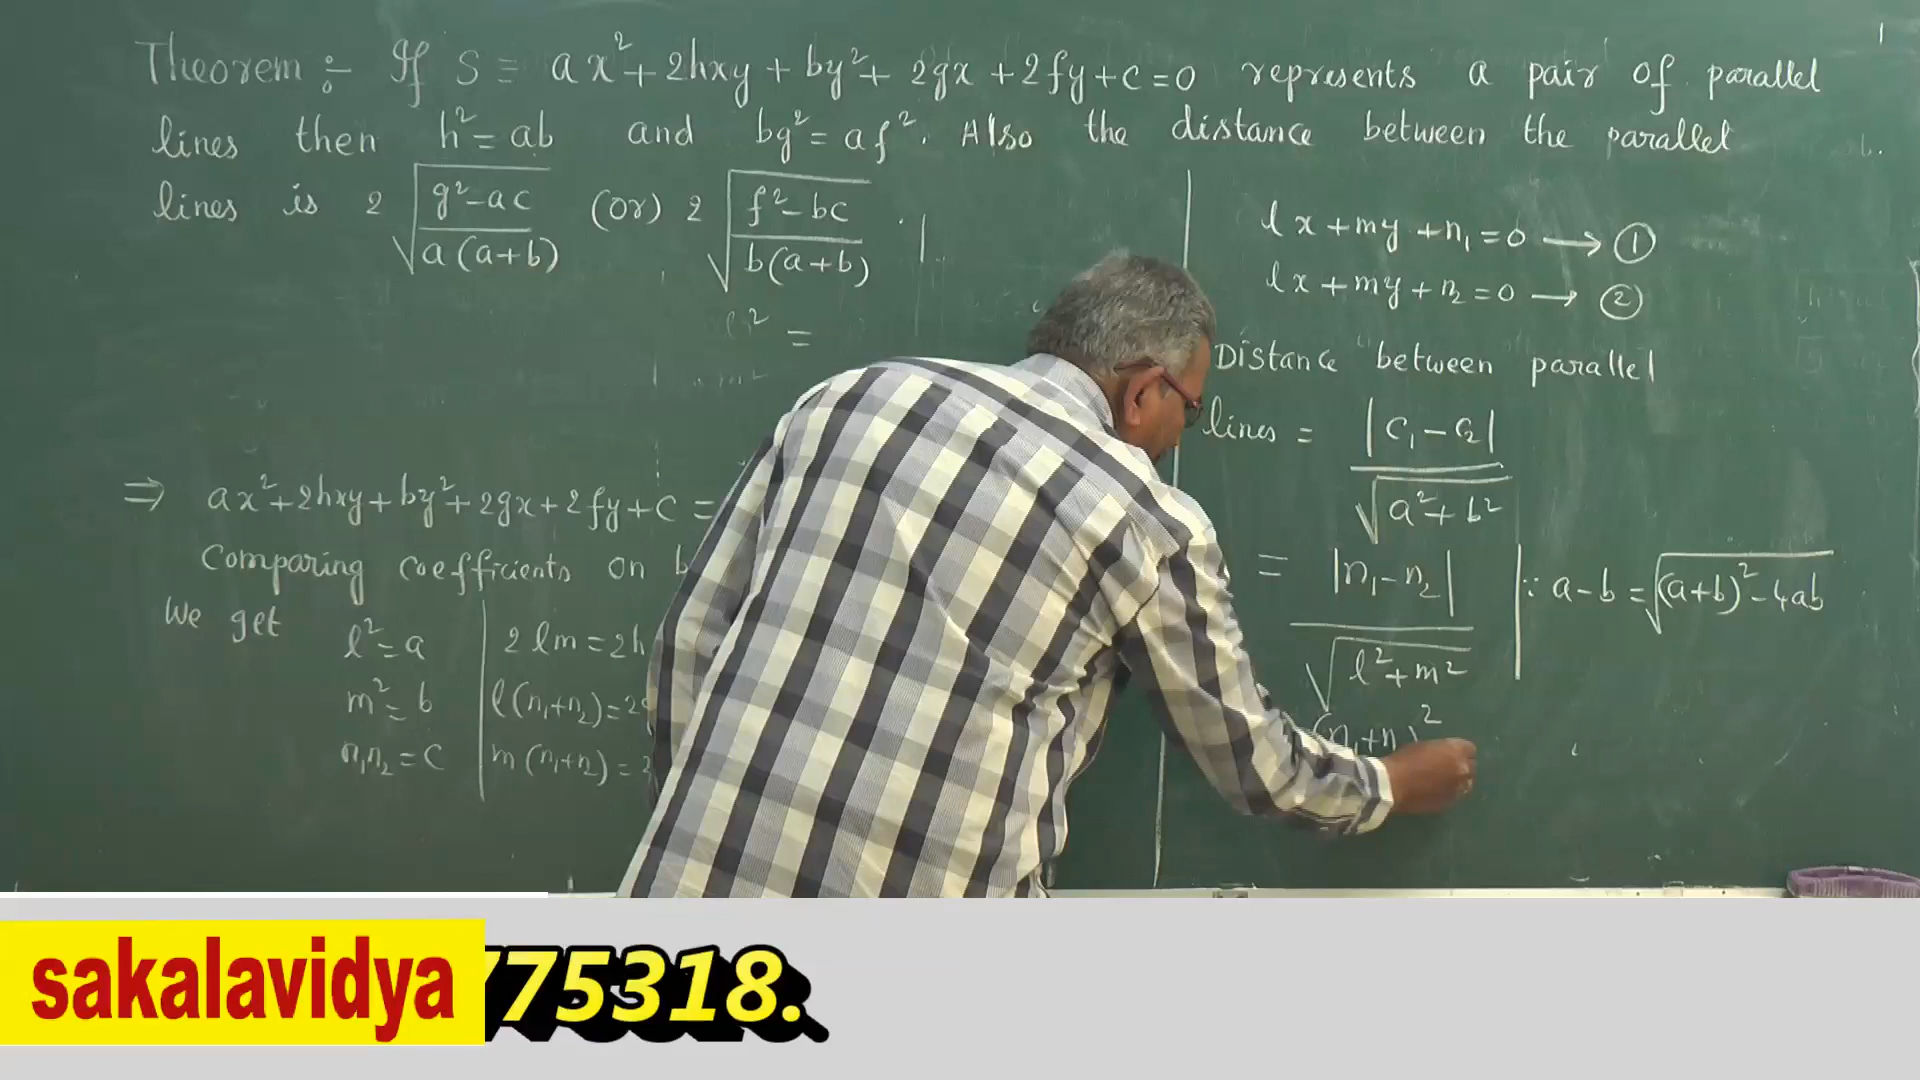 Theorem :- If S ≡ ax²+2hxy+by²+2gx+2fy+c=0 represents a pair of parallel
lines then h²=ab and bg²=af². Also the distance between the parallel
lines is 2√((g²-ac)/(a(a+b))) (or) 2√((f²-bc)/(b(a+b)))
=
⇒ ax²+2hxy+by²+2gx+2fy+c=
Comparing coefficients on
We get
l²=a
m²=b
n₁n₂=c
2lm=2h
l(n₁+n₂)=2
m(n₁+n₂)=
lx+my+n₁=0 → ①
lx+my+n₂=0 → ②
Distance between parallel
lines = |c₁-c₂| / √(a²+b²)
= |n₁-n₂| / √(l²+m²)
∵ a-b=√((a+b)²-4ab)
(n₁+n)²
sakalavidya
775318.